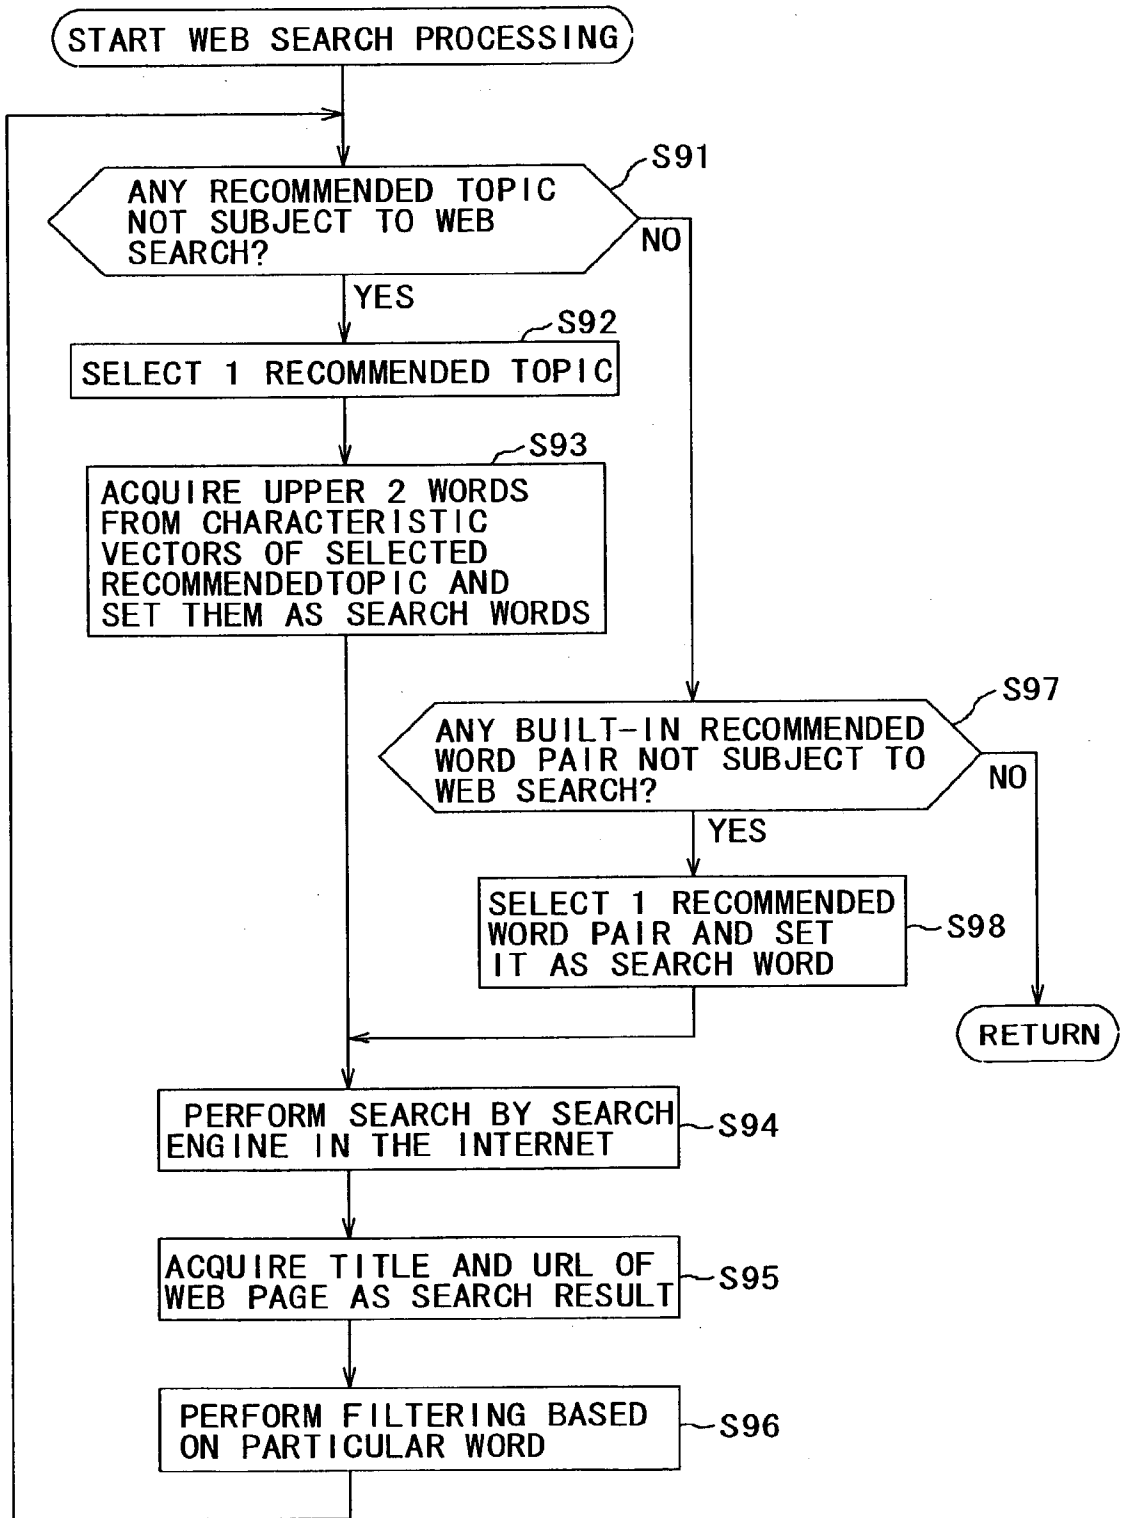 START WEB SEARCH PROCESSING
S91
ANY RECOMMENDED TOPIC
NOT SUBJECT TO WEB
SEARCH?
NO
YES
S92
SELECT 1 RECOMMENDED TOPIC
S93
ACQUIRE UPPER 2 WORDS
FROM CHARACTERISTIC
VECTORS OF SELECTED
RECOMMENDEDTOPIC AND
SET THEM AS SEARCH WORDS
S97
ANY BUILT-IN RECOMMENDED
WORD PAIR NOT SUBJECT TO
WEB SEARCH?
NO
YES
SELECT 1 RECOMMENDED
WORD PAIR AND SET
IT AS SEARCH WORD
S98
RETURN
PERFORM SEARCH BY SEARCH
ENGINE IN THE INTERNET
S94
ACQUIRE TITLE AND URL OF
WEB PAGE AS SEARCH RESULT
S95
PERFORM FILTERING BASED
ON PARTICULAR WORD
S96